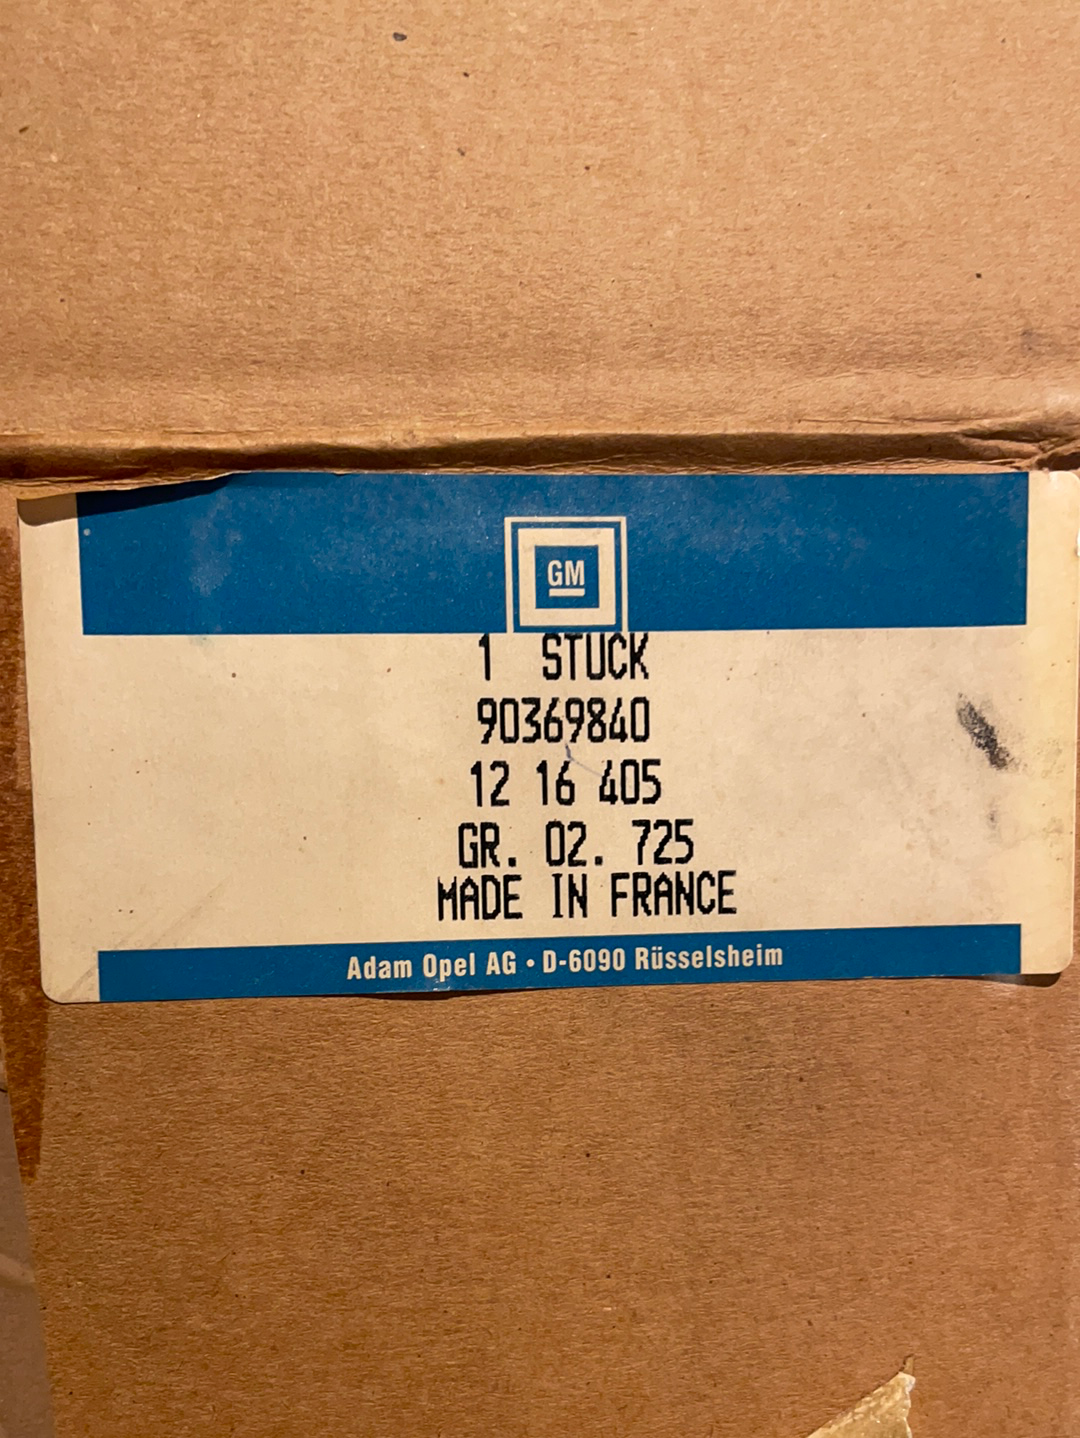 GM
1 STUCK
90369840
12 16 405
GR. 02. 725
MADE IN FRANCE
Adam Opel AG • D-6090 Rüsselsheim